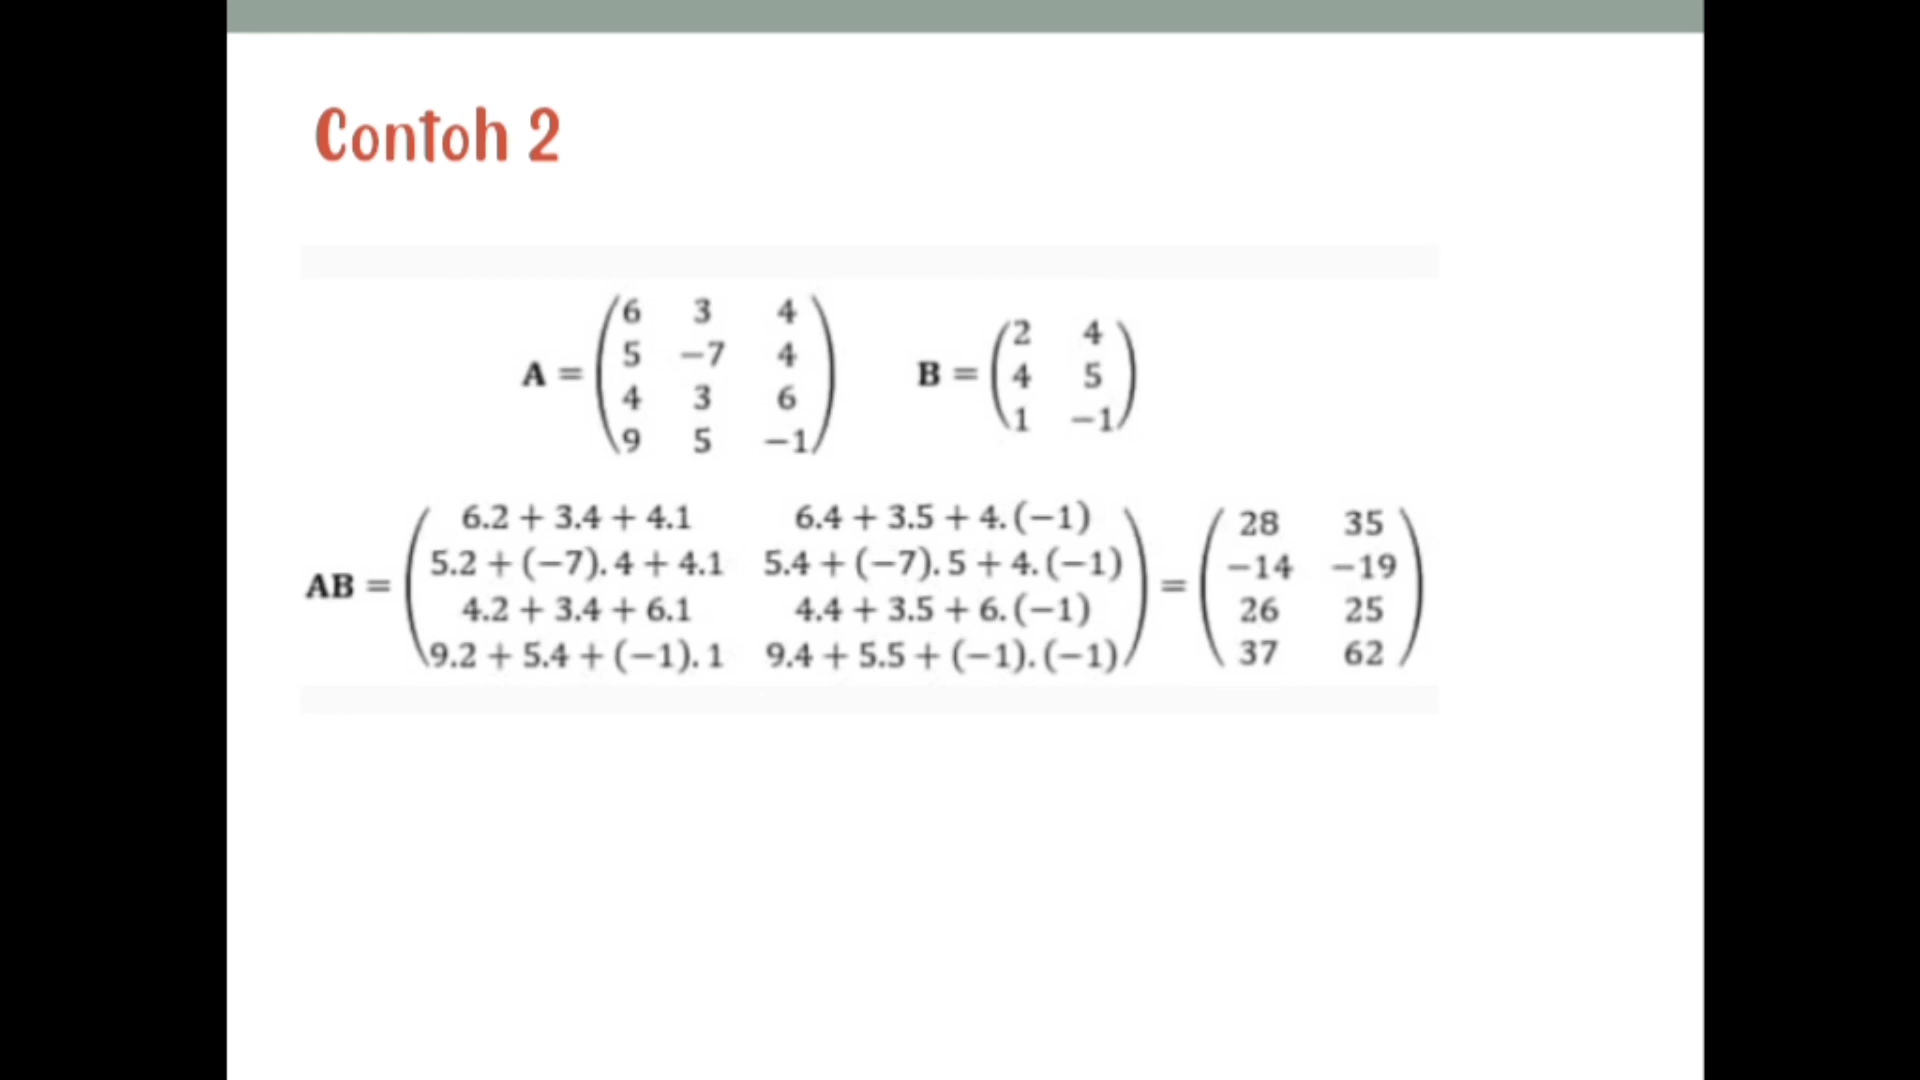 Contoh 2
A = (6 3 4
5 −7 4
4 3 6
9 5 −1)
B = (2 4
4 5
1 −1)
AB = (6.2 + 3.4 + 4.1 6.4 + 3.5 + 4. (−1)
5.2 + (−7). 4 + 4.1 5.4 + (−7). 5 + 4. (−1)
4.2 + 3.4 + 6.1 4.4 + 3.5 + 6. (−1)
9.2 + 5.4 + (−1). 1 9.4 + 5.5 + (−1). (−1))
= (28 35
−14 −19
26 25
37 62)